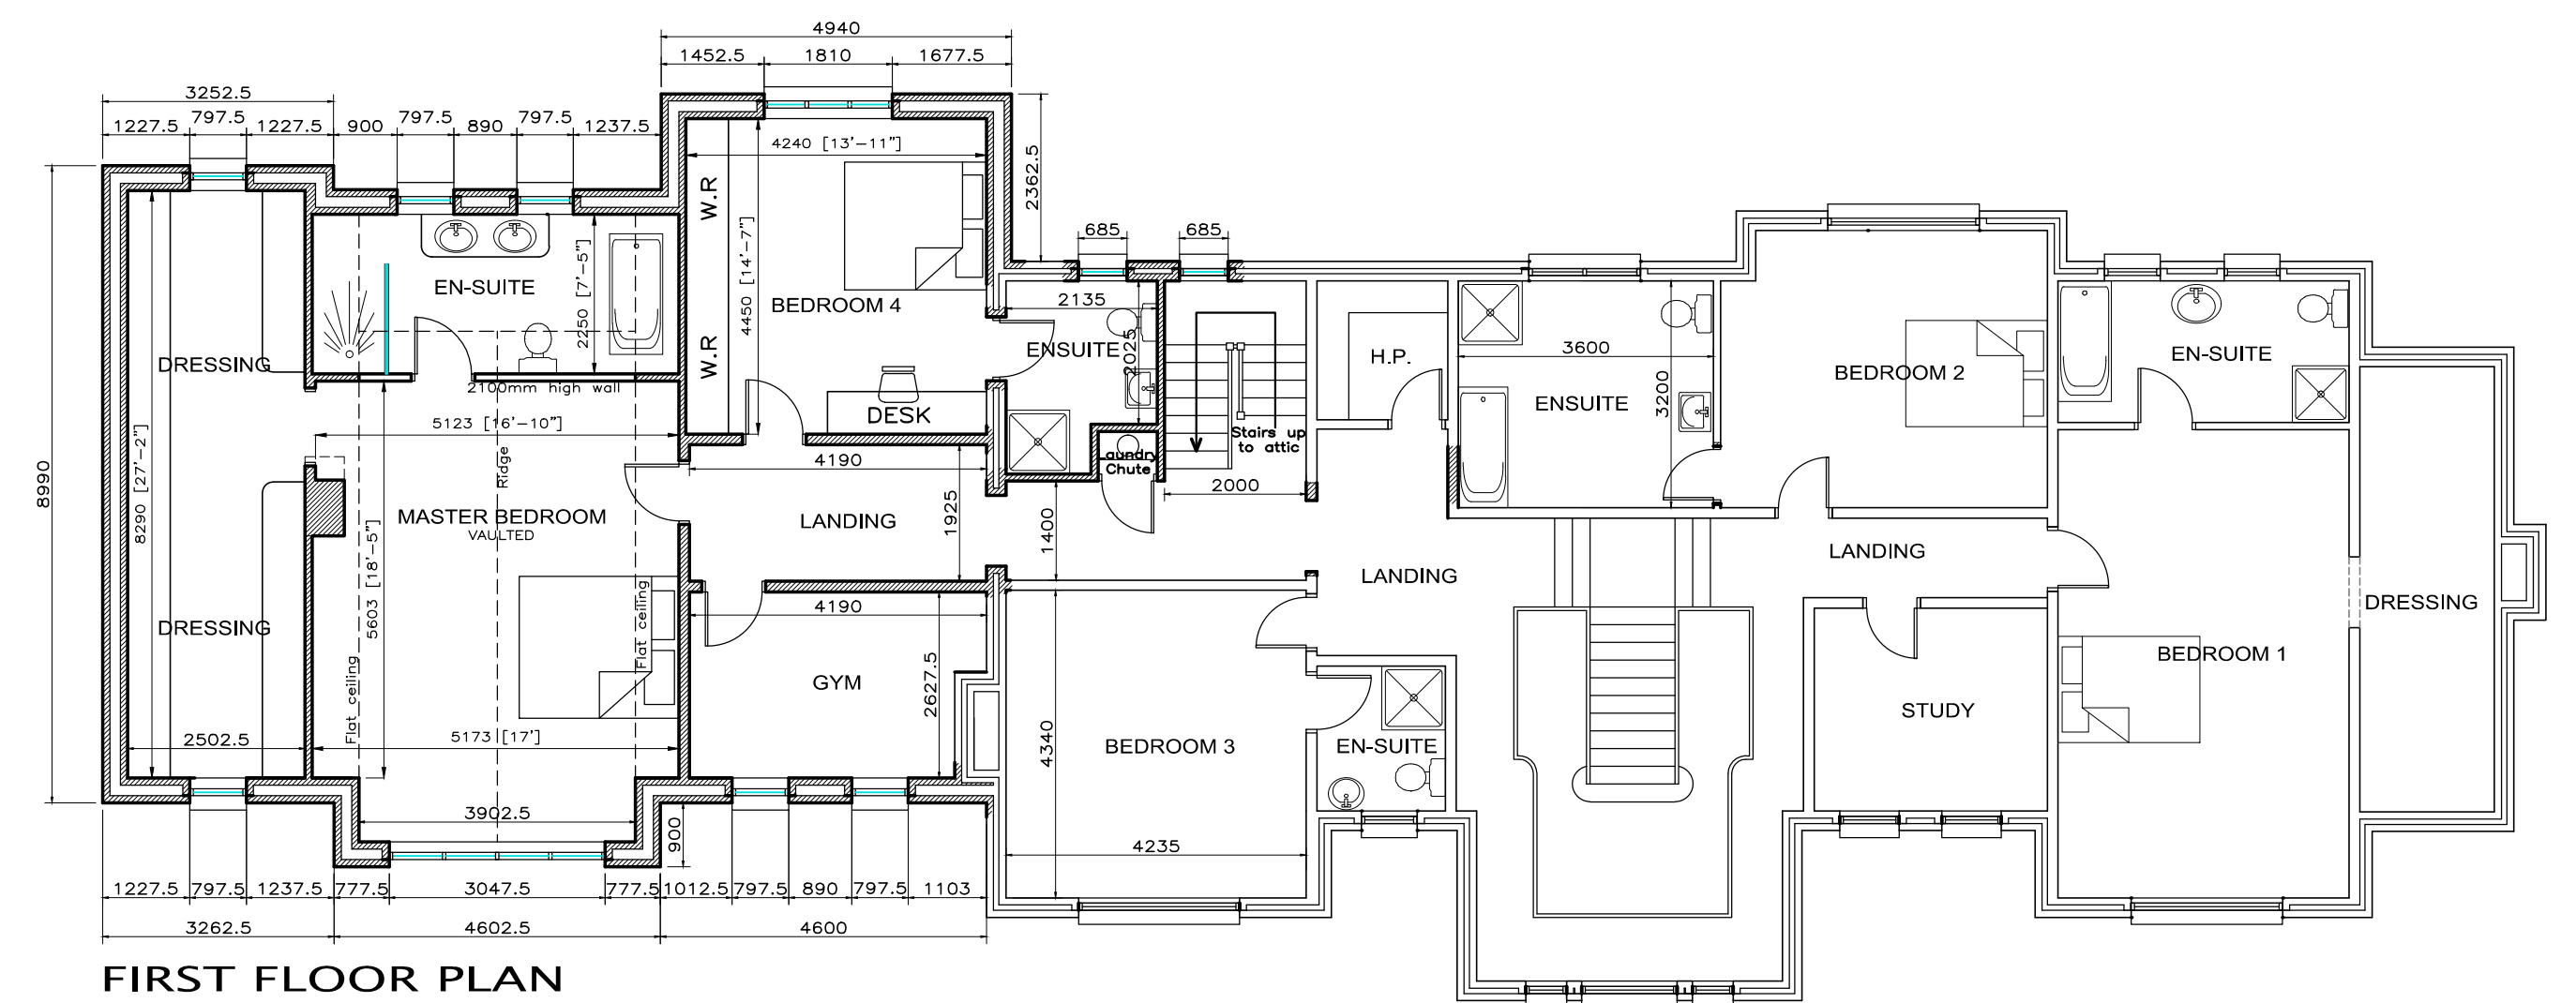 4940
1452.5 1810 1677.5
3252.5
1227.5 797.5 1227.5 900 797.5 890 797.5 1237.5
4240 [13'-11"]
2362.5
W.R
W.R
4450 [14'-7"]
BEDROOM 4
DESK
685 685
2135
2025
ENSUITE
EN-SUITE
2250 [7'-5"]
2100mm high wall
DRESSING
8990
8290 [27'-2"]
5123 [16'-10"]
Ridge
MASTER BEDROOM
VAULTED
5603 [18'-5"]
Flat ceiling
Flat ceiling
DRESSING
2502.5
5173 [17']
3902.5
900
4190
LANDING
1925
1400
4190
GYM
2627.5
Laundry
Chute
Stairs up
to attic
2000
H.P.
3600
3200
ENSUITE
BEDROOM 2
EN-SUITE
LANDING
LANDING
DRESSING
BEDROOM 1
STUDY
BEDROOM 3
4340
4235
EN-SUITE
1227.5 797.5 1237.5 777.5 3047.5 777.5 1012.5 797.5 890 797.5 1103
3262.5 4602.5 4600
FIRST FLOOR PLAN